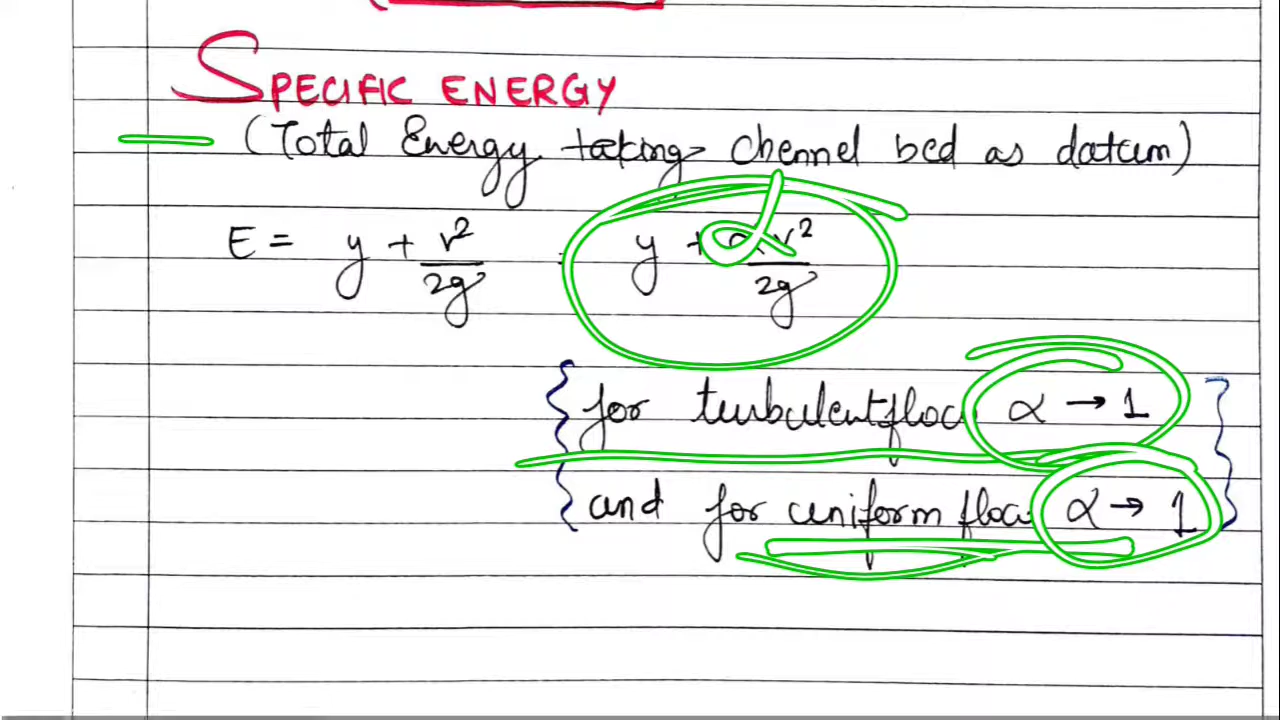 SPECIFIC ENERGY
(Total Energy taking chennel bed as datum)
E = y + v²/2g = y + αv²/2g
{for turbulent flow α → 1}
{and for uniform flow α → 1}